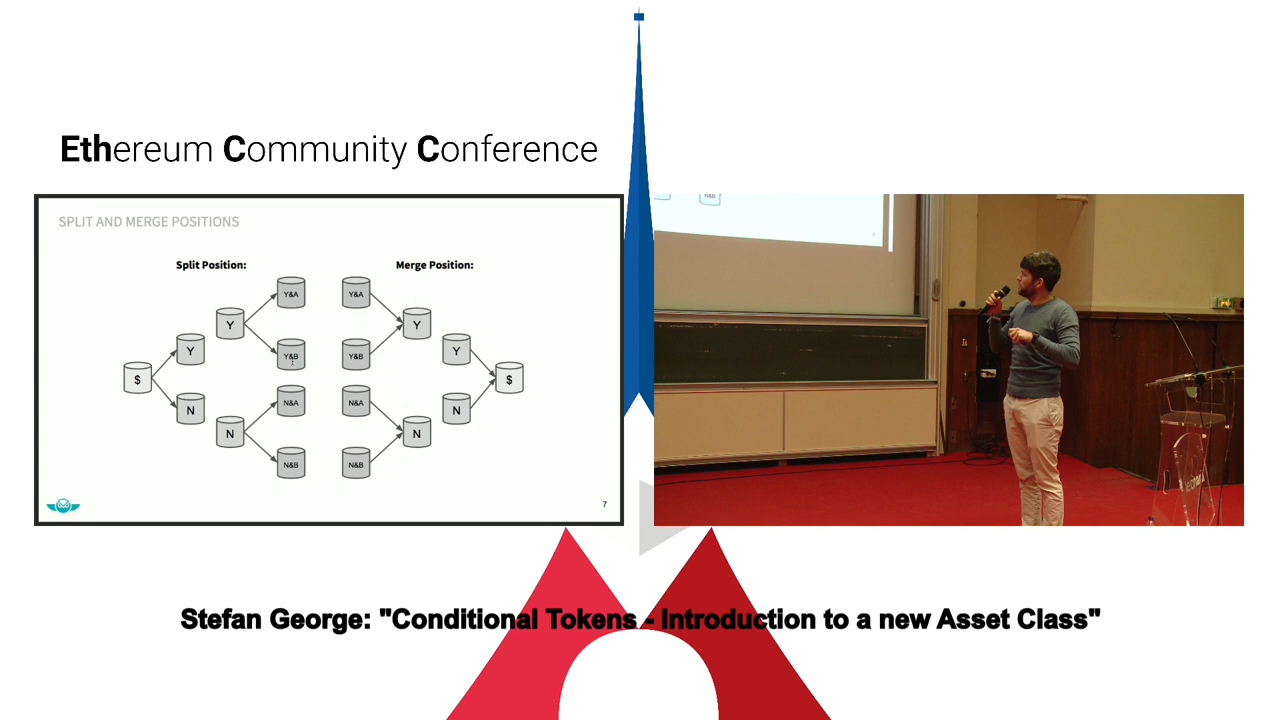 Ethereum Community Conference
SPLIT AND MERGE POSITIONS
Split Position:
Merge Position:
Y&A
Y&A
Y
Y
Y
Y&B
Y&B
Y
$
$
N
N&A
N&A
N
N
N
N&B
N&B
7
N&B
7
Stefan George: "Conditional Tokens - Introduction to a new Asset Class"